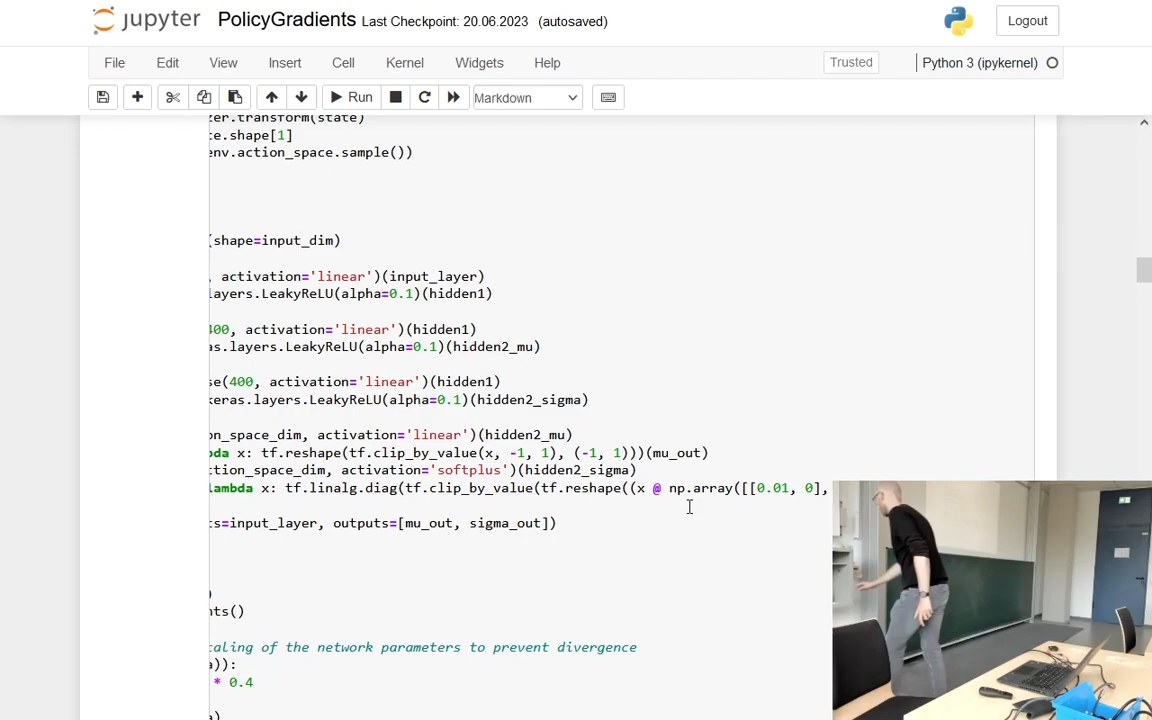 jupyter PolicyGradients Last Checkpoint: 20.06.2023 (autosaved)
Logout
File Edit View Insert Cell Kernel Widgets Help
Trusted
Python 3 (ipykernel)
Run
Markdown
zer.transform(state)
te.shape[1]
env.action_space.sample())
(shape=input_dim)
, activation='linear')(input_layer)
layers.LeakyReLU(alpha=0.1)(hidden1)
400, activation='linear')(hidden1)
as.layers.LeakyReLU(alpha=0.1)(hidden2_mu)
se(400, activation='linear')(hidden1)
keras.layers.LeakyReLU(alpha=0.1)(hidden2_sigma)
on_space_dim, activation='linear')(hidden2_mu)
bda x: tf.reshape(tf.clip_by_value(x, -1, 1), (-1, 1)))(mu_out)
ction_space_dim, activation='softplus')(hidden2_sigma)
lambda x: tf.linalg.diag(tf.clip_by_value(tf.reshape((x @ np.array([[0.01, 0],
ts=input_layer, outputs=[mu_out, sigma_out])
)
nts()
caling of the network parameters to prevent divergence
a)):
* 0.4
a)